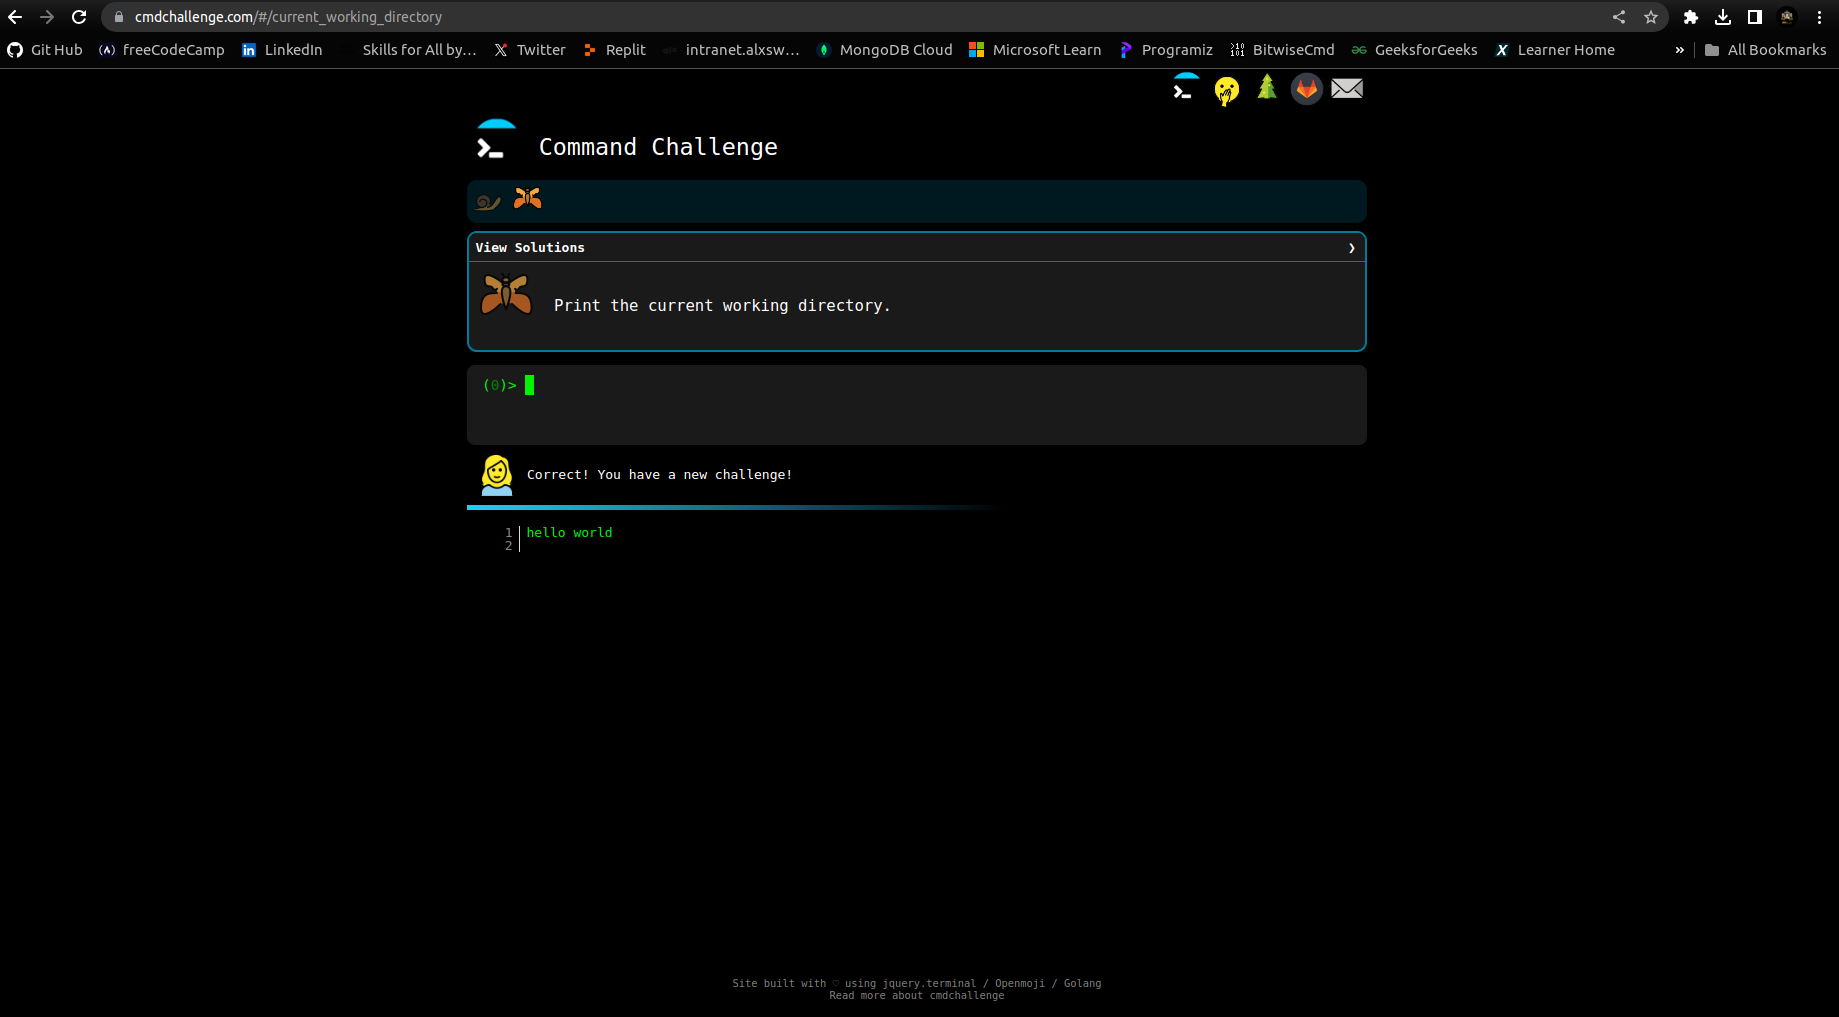 cmdchallenge.com/#/current_working_directory
Git Hub
freeCodeCamp
LinkedIn
Skills for All by...
Twitter
Replit
intranet.alxsw...
MongoDB Cloud
Microsoft Learn
Programiz
BitwiseCmd
GeeksforGeeks
Learner Home
»
All Bookmarks
Command Challenge
View Solutions
Print the current working directory.
(0)>
Correct! You have a new challenge!
1 hello world
2
Site built with ♡ using jquery.terminal / Openmoji / Golang
Read more about cmdchallenge